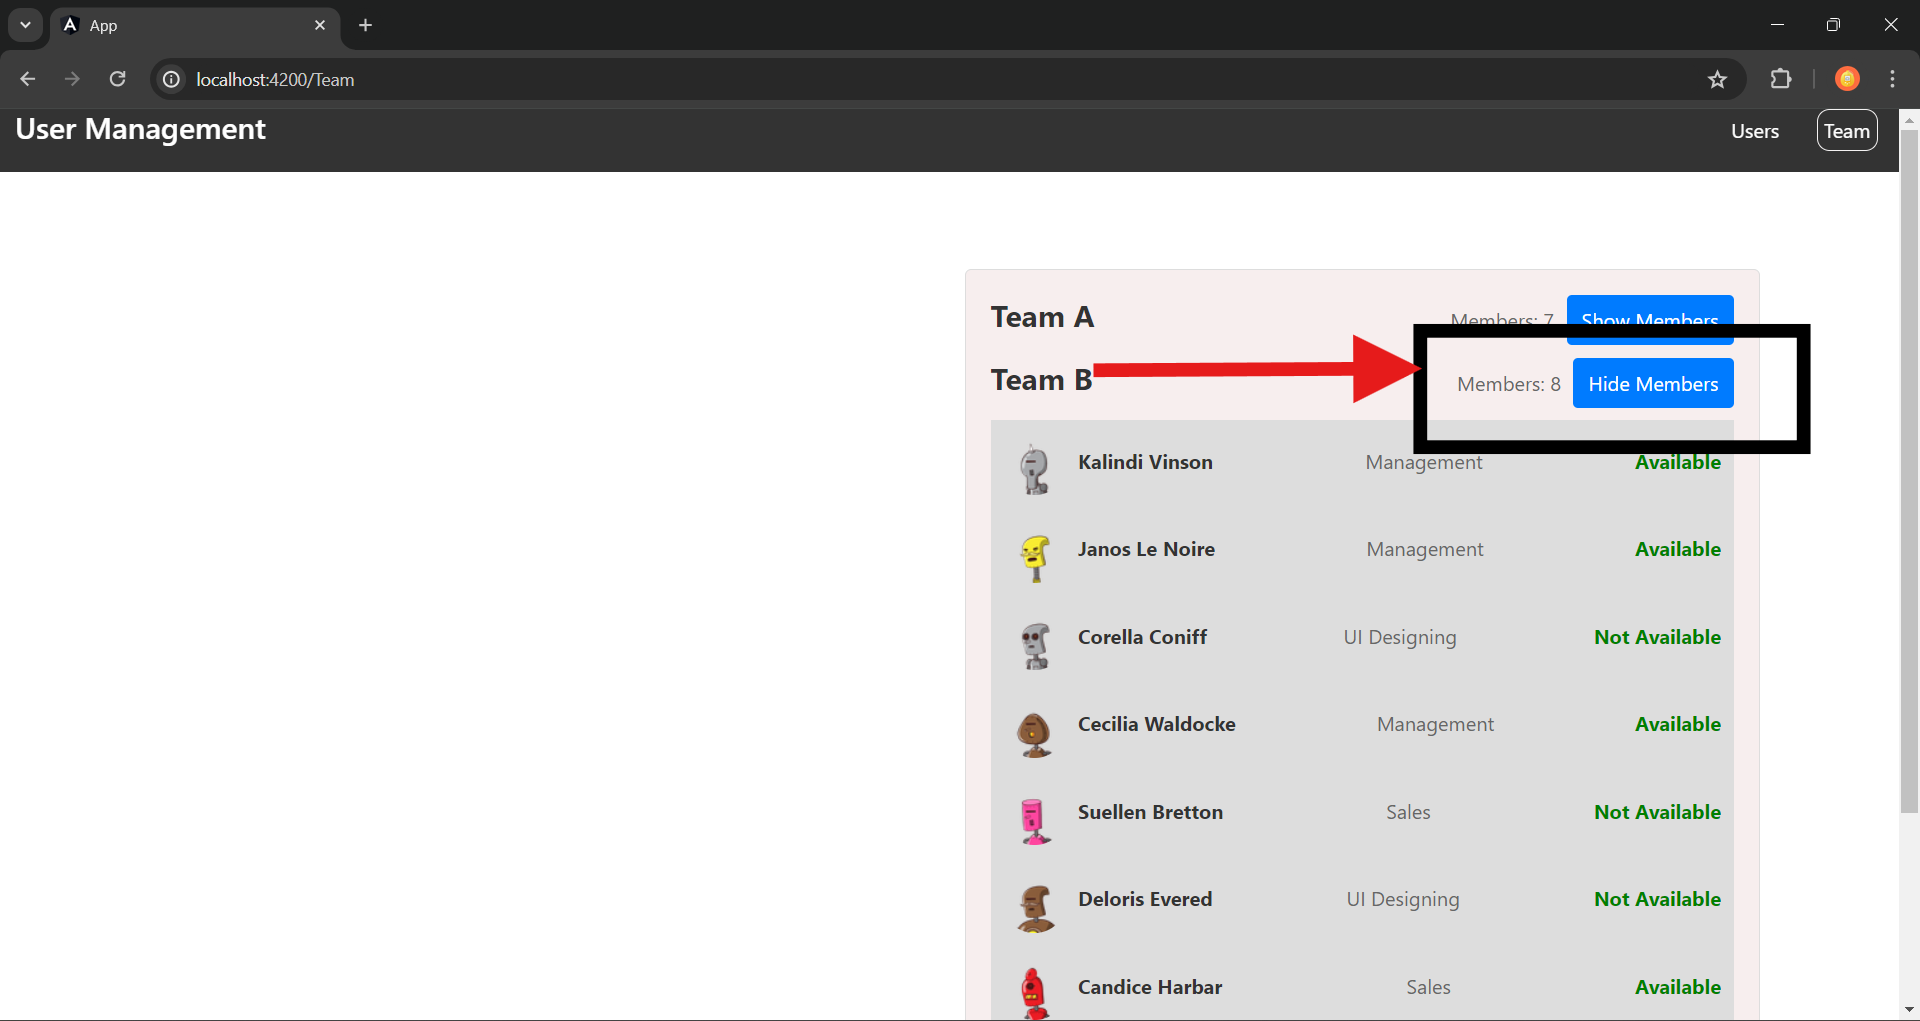 App
localhost:4200/Team
User Management
Users
Team
Team A
Members: 7
Show Members
Team B
Members: 8
Hide Members
Kalindi Vinson
Management
Available
Janos Le Noire
Management
Available
Corella Coniff
UI Designing
Not Available
Cecilia Waldocke
Management
Available
Suellen Bretton
Sales
Not Available
Deloris Evered
UI Designing
Not Available
Candice Harbar
Sales
Available